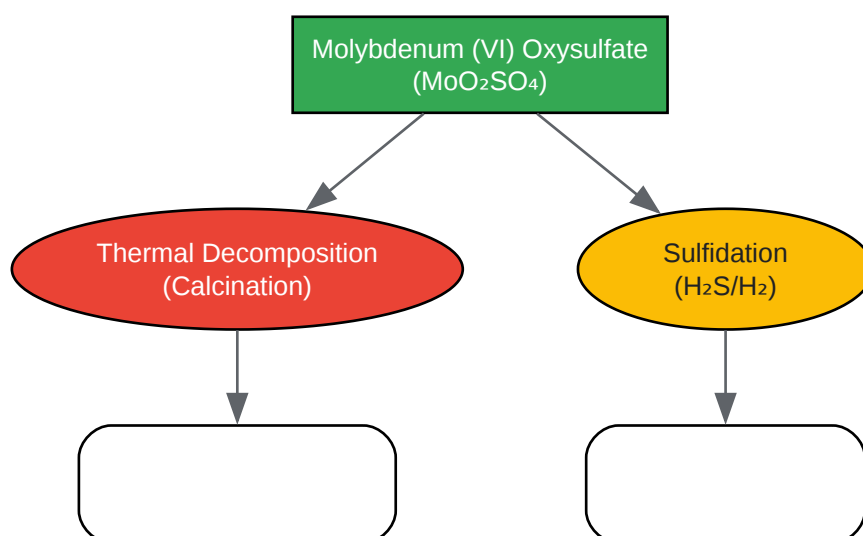 Molybdenum (VI) Oxysulfate
(MoO₂SO₄)
Thermal Decomposition
(Calcination)
Sulfidation
(H₂S/H₂)